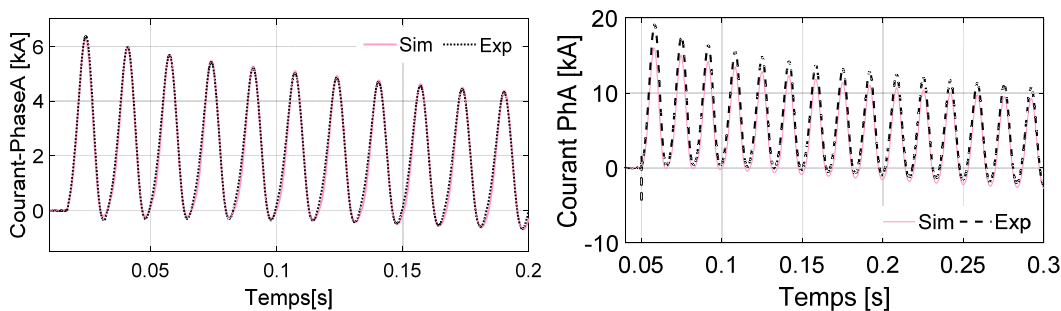 Courant-PhaseA [kA]
6
4
2
0
Sim Exp
0.05 0.1 0.15 0.2
Temps[s]
Courant PhA [kA]
20
10
0
-10
Sim Exp
0.05 0.1 0.15 0.2 0.25 0.3
Temps [s]